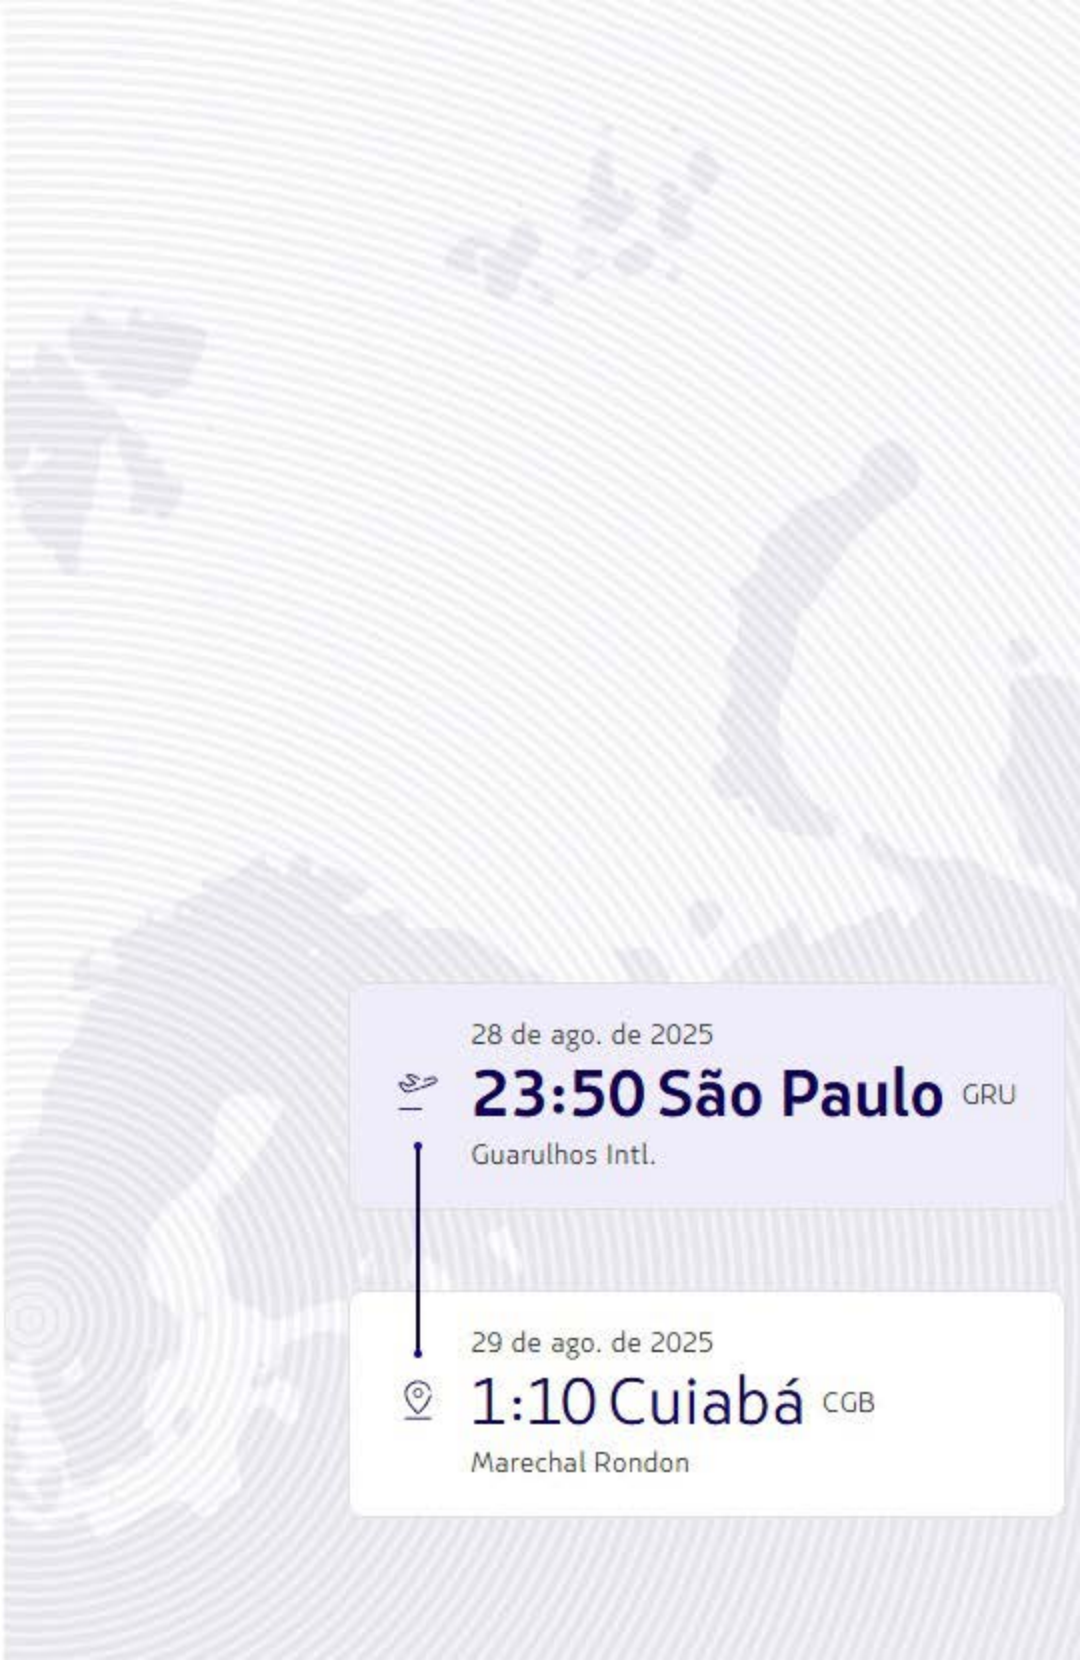 28 de ago. de 2025
23:50 São Paulo GRU
Guarulhos Intl.
29 de ago. de 2025
1:10 Cuiabá CGB
Marechal Rondon